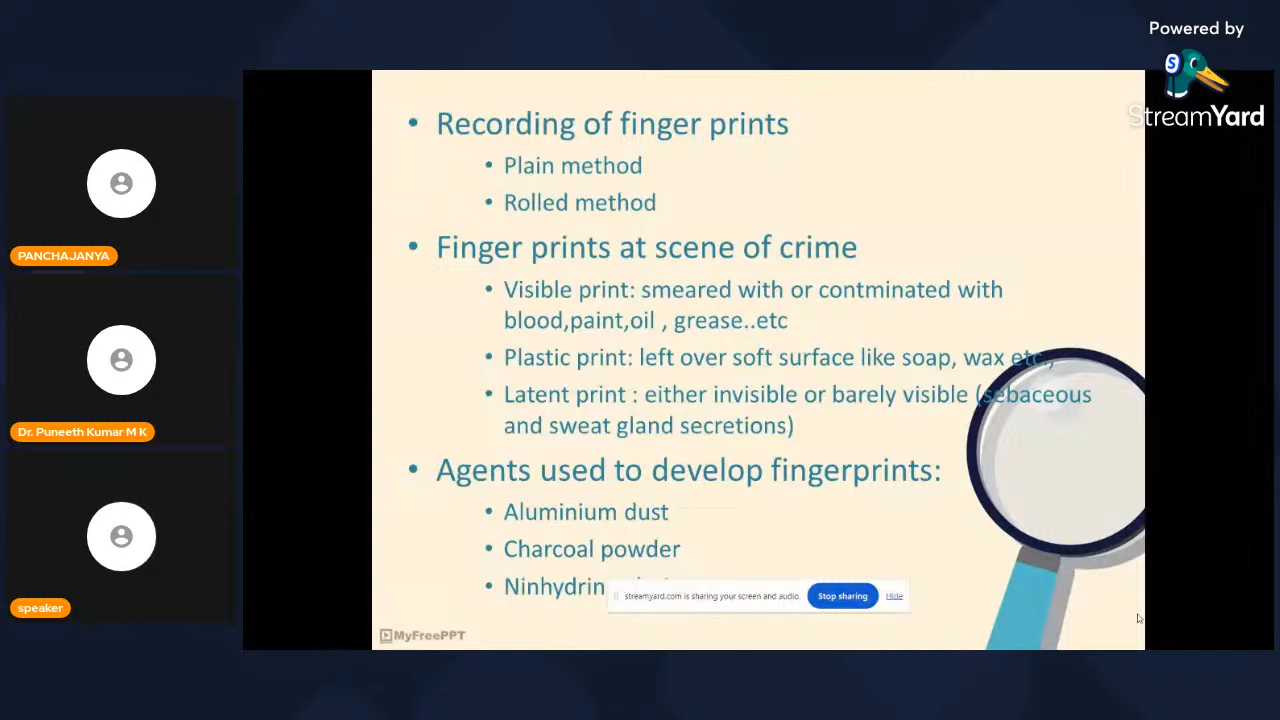 Powered by
StreamYard
Recording of finger prints
Plain method
Rolled method
Finger prints at scene of crime
Visible print: smeared with or contminated with
blood,paint,oil , grease..etc
Plastic print: left over soft surface like soap, wax etc.,
Latent print : either invisible or barely visible (sebaceous
and sweat gland secretions)
Agents used to develop fingerprints:
Aluminium dust
Charcoal powder
Ninhydrin
streamyard.com is sharing your screen and audio.
Stop sharing
Hide
MyFreePPT
PANCHAJANYA
Dr. Puneeth Kumar M K
speaker